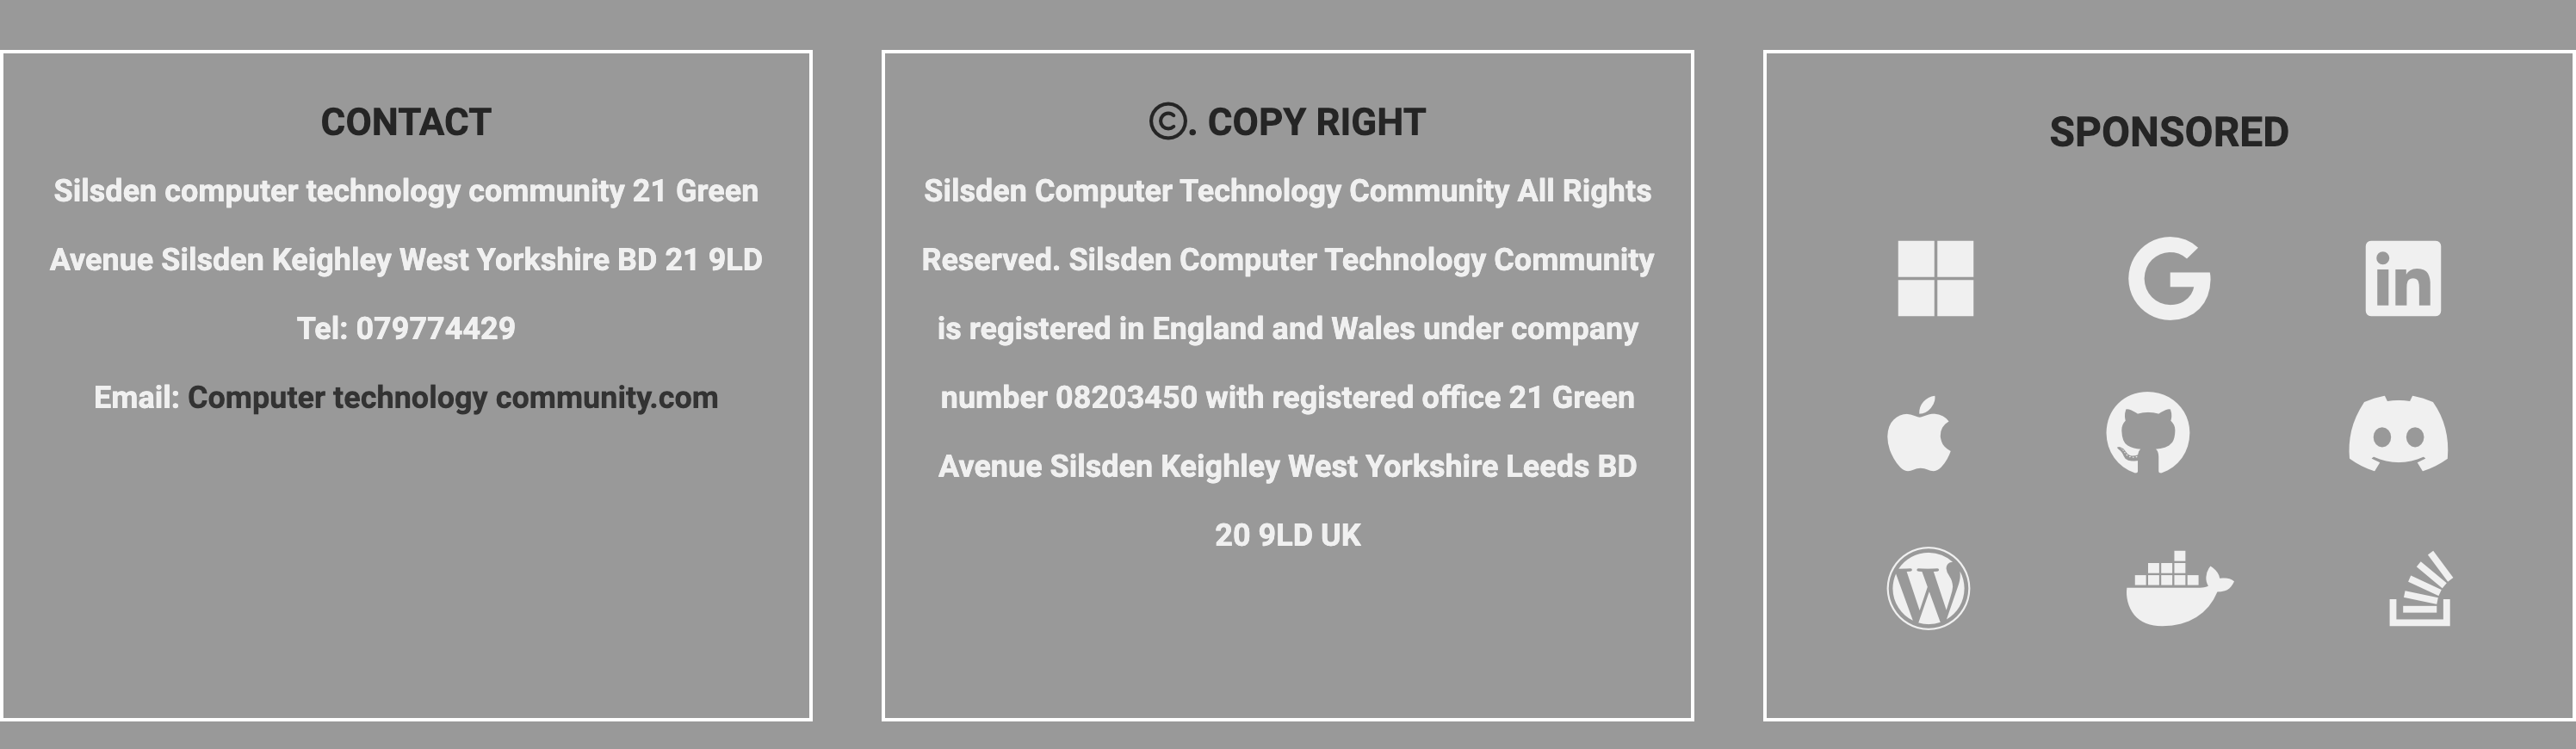 CONTACT
Silsden computer technology community 21 Green
Avenue Silsden Keighley West Yorkshire BD 21 9LD
Tel: 079774429
Email: Computer technology community.com
©. COPY RIGHT
Silsden Computer Technology Community All Rights
Reserved. Silsden Computer Technology Community
is registered in England and Wales under company
number 08203450 with registered office 21 Green
Avenue Silsden Keighley West Yorkshire Leeds BD
20 9LD UK
SPONSORED